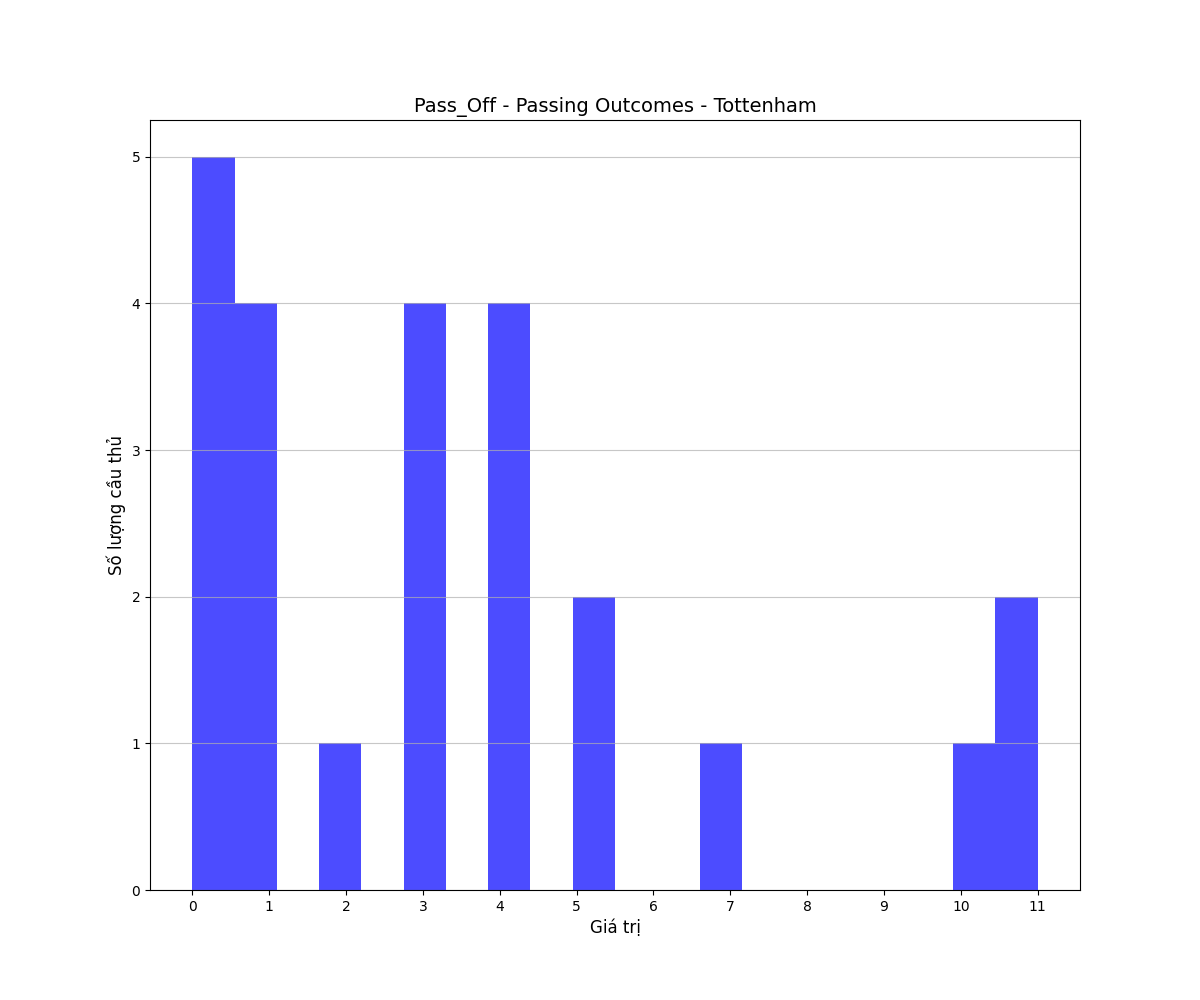 Pass_Off - Passing Outcomes - Tottenham
5
4
3
2
1
0
Số lượng cầu thủ
0 1 2 3 4 5 6 7 8 9 10 11
Giá trị